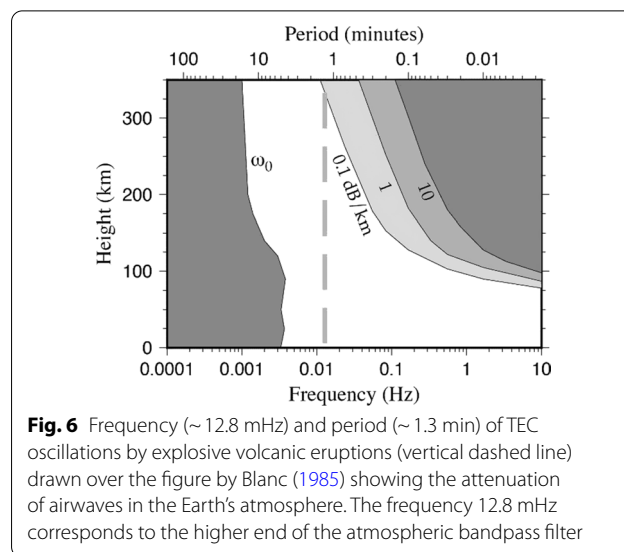 Period (minutes)
100 10 1 0.1 0.01
300
200
100
0
Height (km)
ω0
0.1 dB/km
1
10
0.0001 0.001 0.01 0.1 1 10
Frequency (Hz)
Fig. 6 Frequency (~ 12.8 mHz) and period (~ 1.3 min) of TEC
oscillations by explosive volcanic eruptions (vertical dashed line)
drawn over the figure by Blanc (1985) showing the attenuation
of airwaves in the Earth's atmosphere. The frequency 12.8 mHz
corresponds to the higher end of the atmospheric bandpass filter